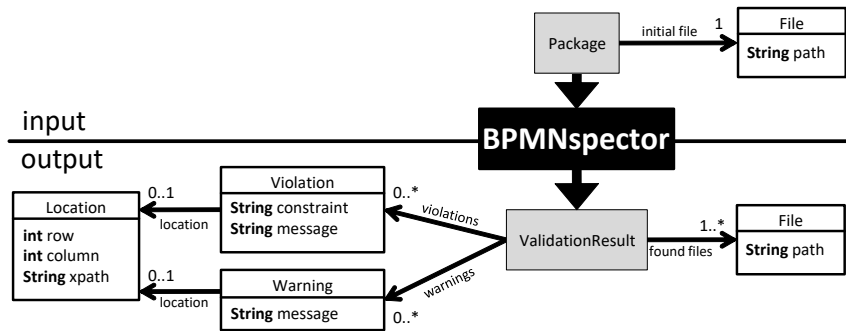 Package
initial file
1
File
String path
input
BPMNspector
output
Violation
String constraint
String message
0..1
location
0..*
violations
Location
int row
int column
String xpath
ValidationResult
1..*
found files
File
String path
0..1
location
Warning
String message
0..*
warnings